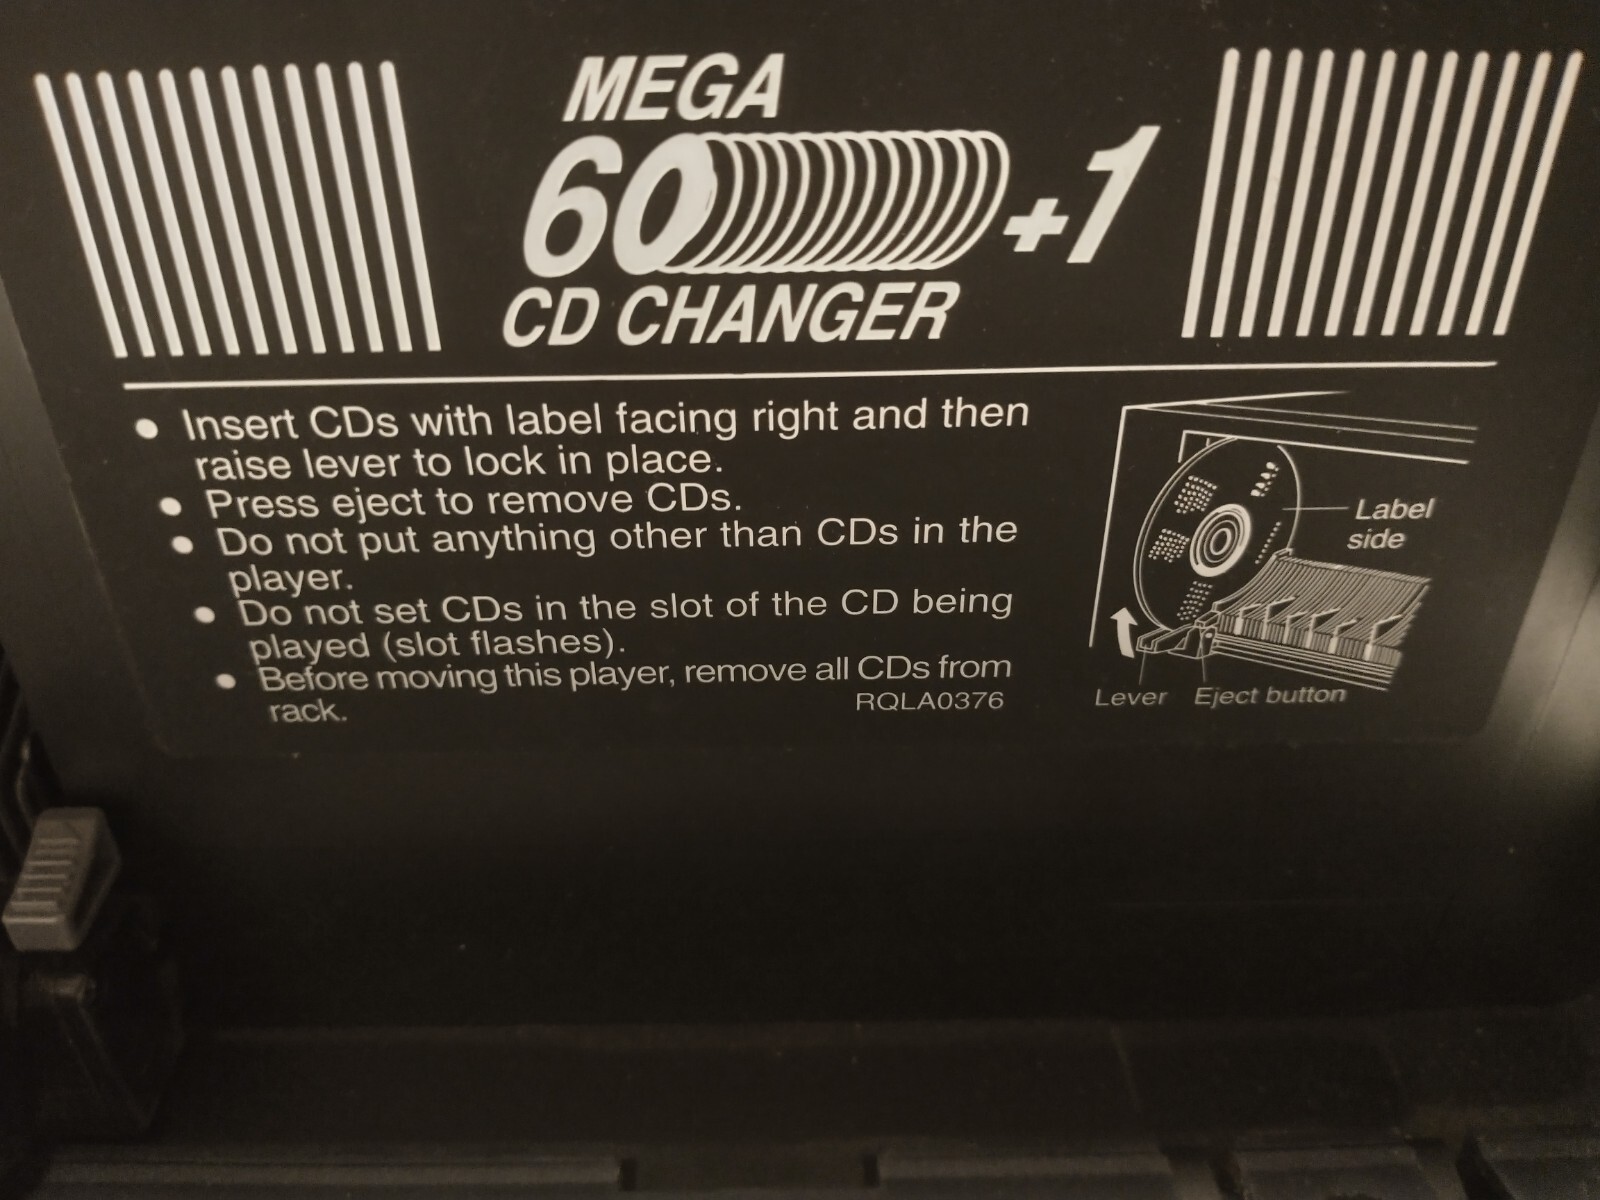 MEGA
60+1
CD CHANGER
● Insert CDs with label facing right and then
raise lever to lock in place.
● Press eject to remove CDs.
● Do not put anything other than CDs in the
player.
● Do not set CDs in the slot of the CD being
played (slot flashes).
● Before moving this player, remove all CDs from
rack.
RQLA0376
Label
side
Lever
Eject button